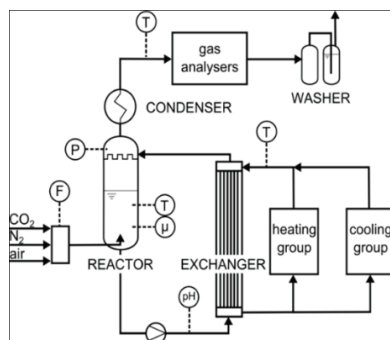 T
gas
analysers
WASHER
CONDENSER
P
T
F
CO₂
N₂
air
T
μ
REACTOR
EXCHANGER
heating
group
cooling
group
pH